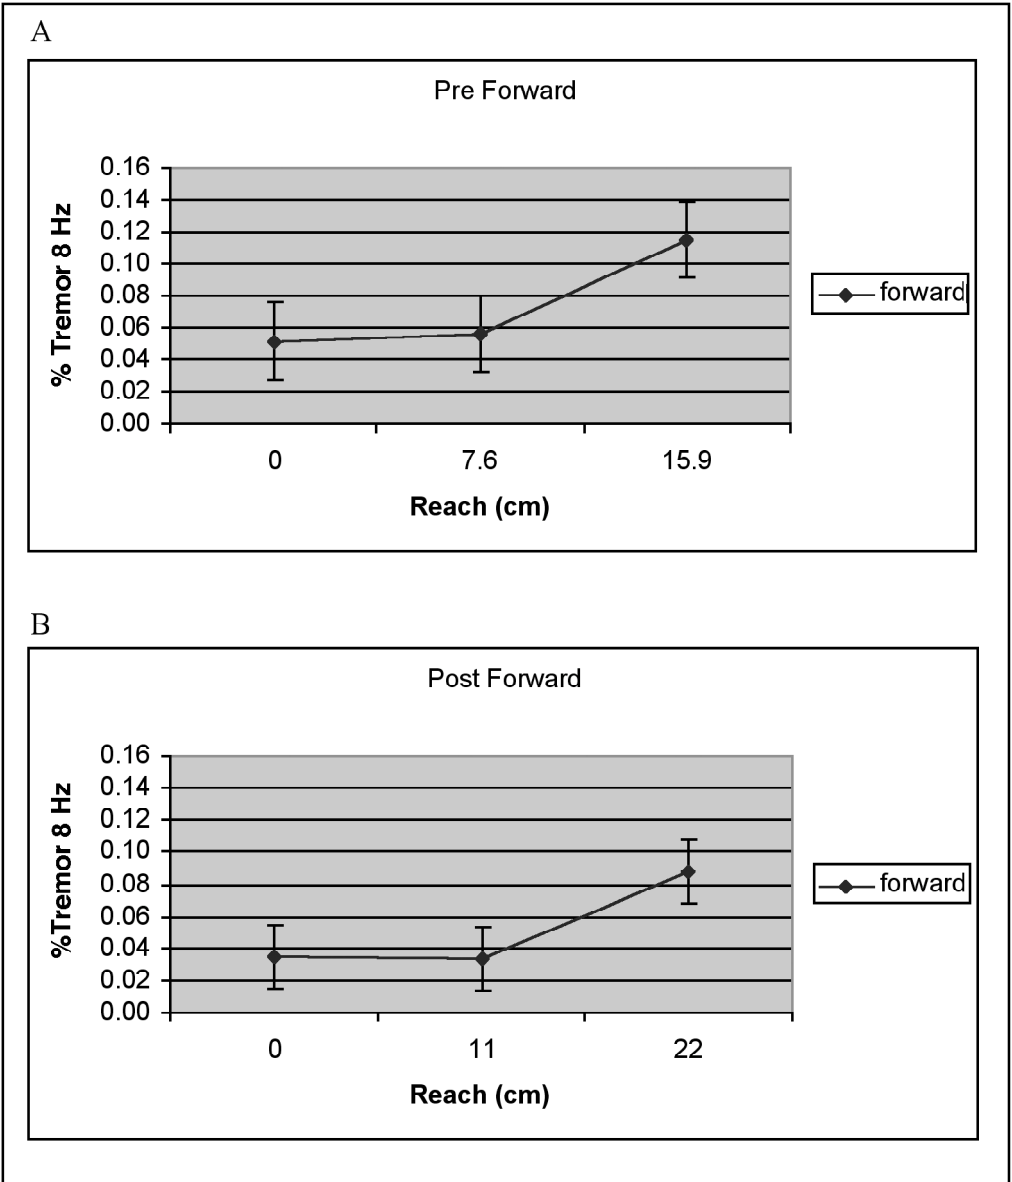 A
Pre Forward
% Tremor 8 Hz
0.16
0.14
0.12
0.10
0.08
0.06
0.04
0.02
0.00
0 7.6 15.9
Reach (cm)
forward
B
Post Forward
%Tremor 8 Hz
0.16
0.14
0.12
0.10
0.08
0.06
0.04
0.02
0.00
0 11 22
Reach (cm)
forward